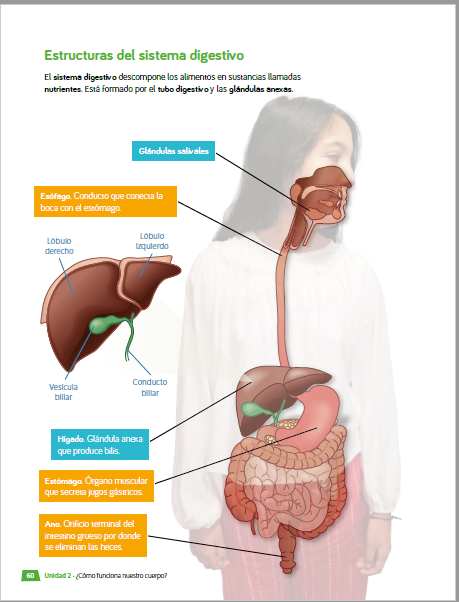 Estructuras del sistema digestivo
El sistema digestivo descompone los alimentos en sustancias llamadas
nutrientes. Está formado por el tubo digestivo y las glándulas anexas.
Glándulas salivales
Esófago. Conducto que conecta la
boca con el estómago.
Lóbulo
derecho
Lóbulo
izquierdo
Vesícula
biliar
Conducto
biliar
Hígado. Glándula anexa
que produce bilis.
Estómago. Órgano muscular
que secreta jugos gástricos.
Ano. Orificio terminal del
intestino grueso por donde
se eliminan las heces.
60 Unidad 2 - ¿Cómo funciona nuestro cuerpo?